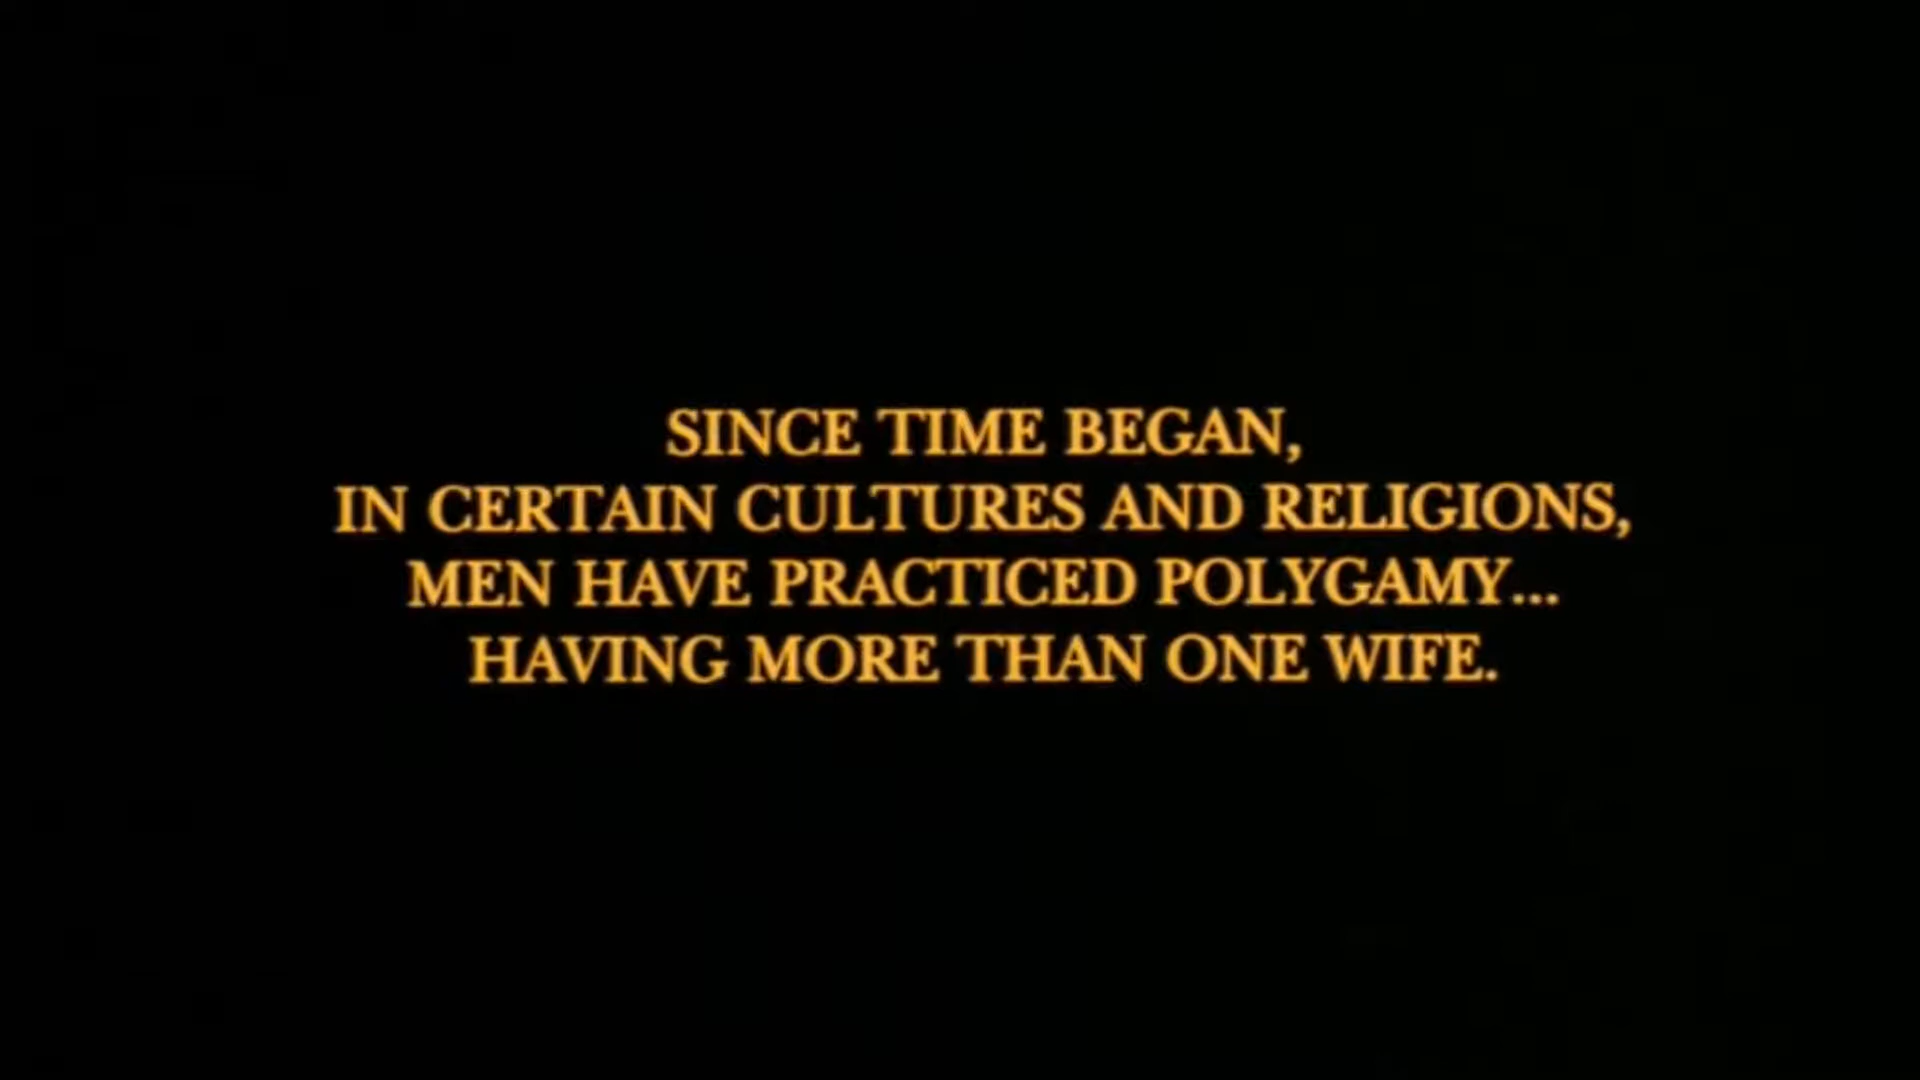 SINCE TIME BEGAN,
IN CERTAIN CULTURES AND RELIGIONS,
MEN HAVE PRACTICED POLYGAMY...
HAVING MORE THAN ONE WIFE.